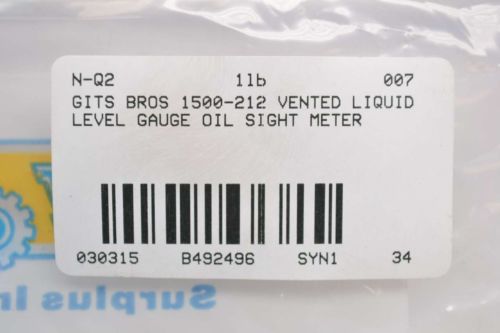 N-Q2 1lb 007
GITS BROS 1500-212 VENTED LIQUID
LEVEL GAUGE OIL SIGHT METER
030315 B492496 SYN1 34
Surplus In